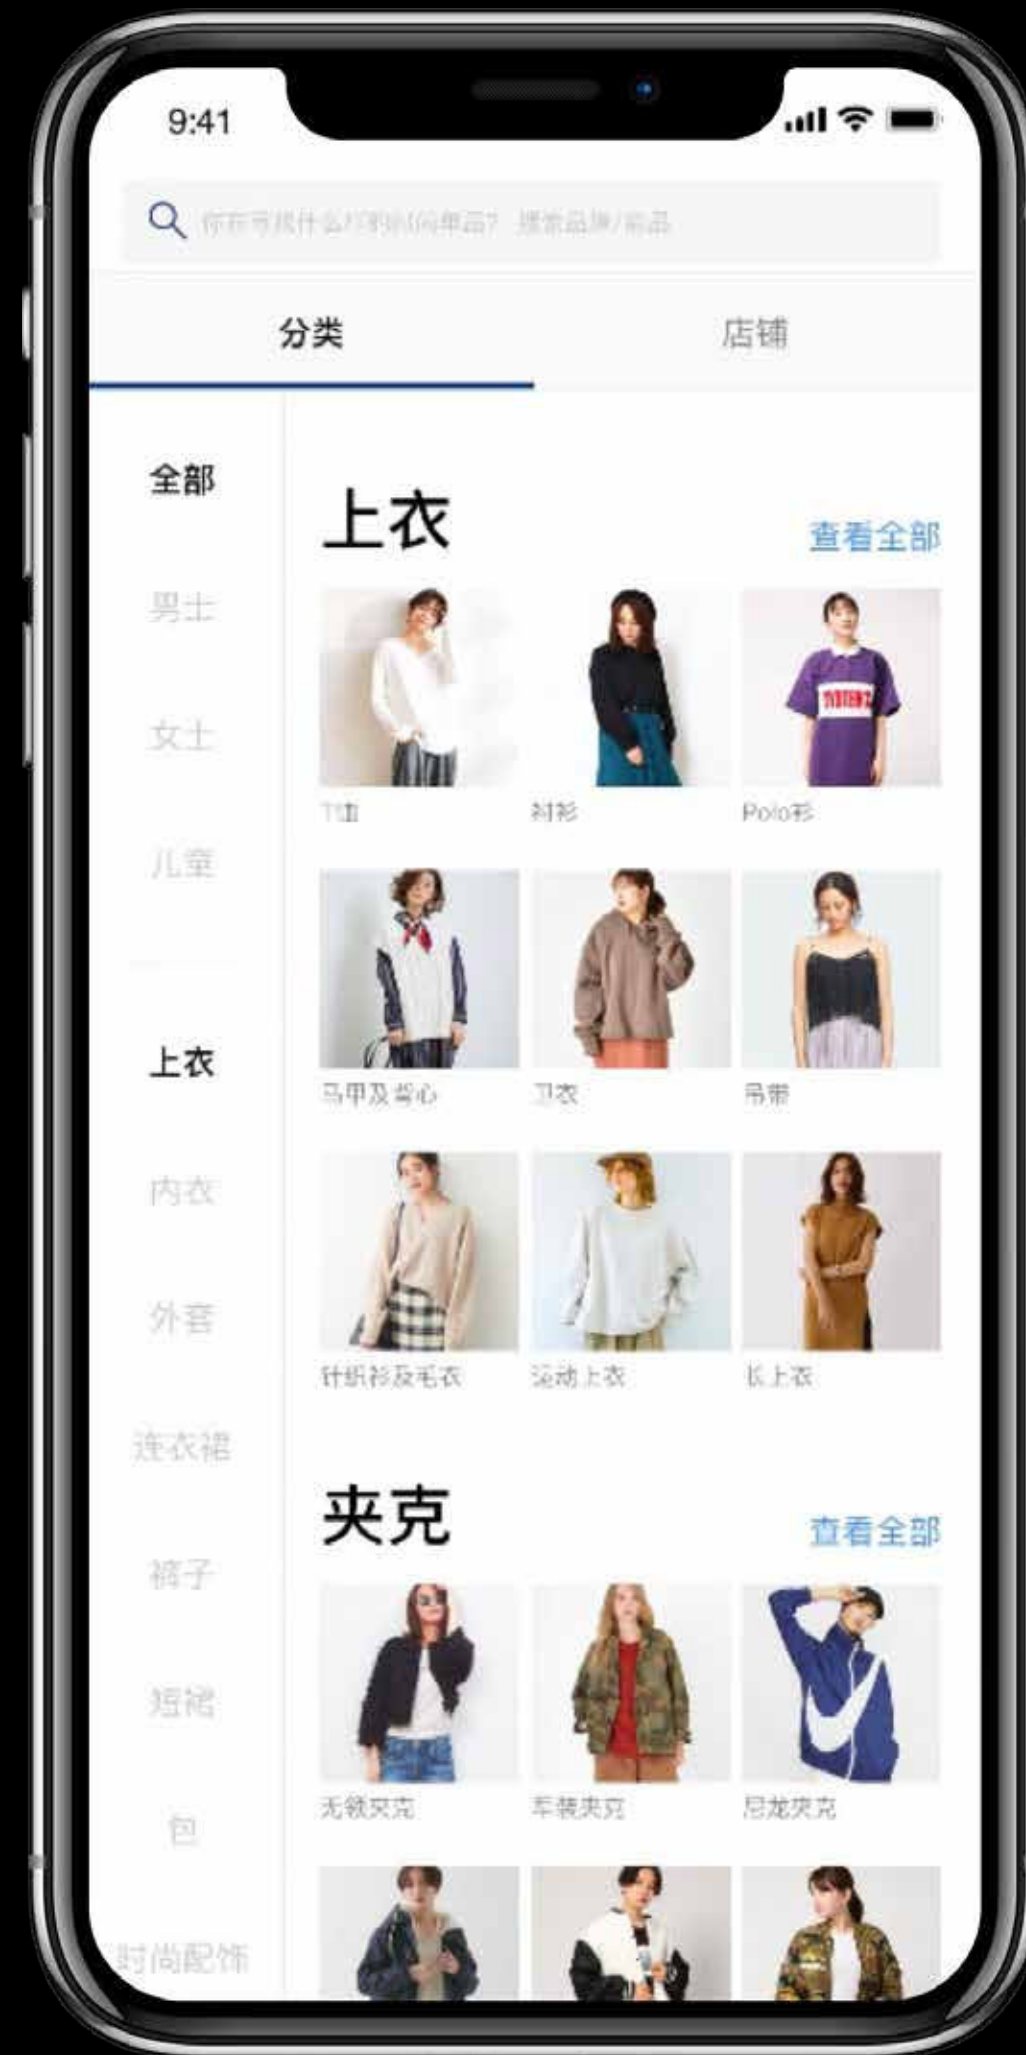 9:41
分类
店铺
全部
男士
女士
儿童
上衣
内衣
外套
连衣裙
裤子
短裙
包
时尚配饰
上衣
查看全部
T恤
衬衫
Polo衫
马甲及背心
卫衣
吊带
针织衫及毛衣
运动上衣
长上衣
夹克
查看全部
无领夹克
军装夹克
尼龙夹克